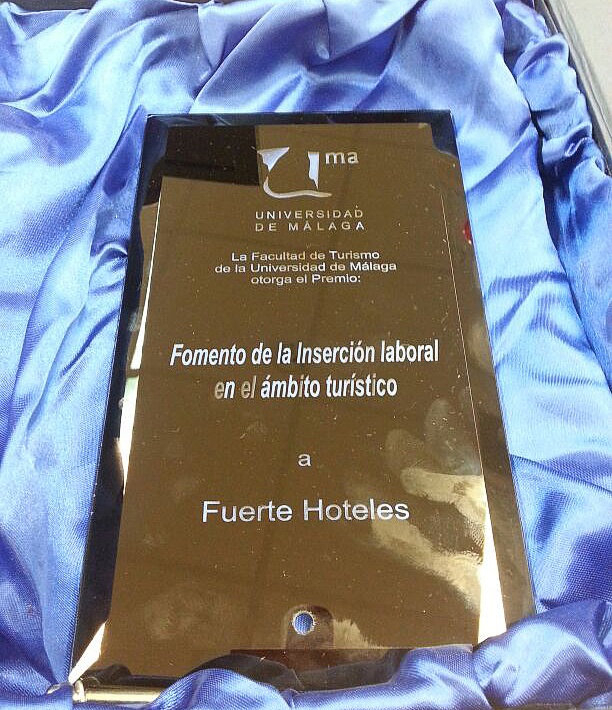 uma
UNIVERSIDAD
DE MÁLAGA
La Facultad de Turismo
de la Universidad de Málaga
otorga el Premio:
Fomento de la Inserción laboral
en el ámbito turístico
a
Fuerte Hoteles